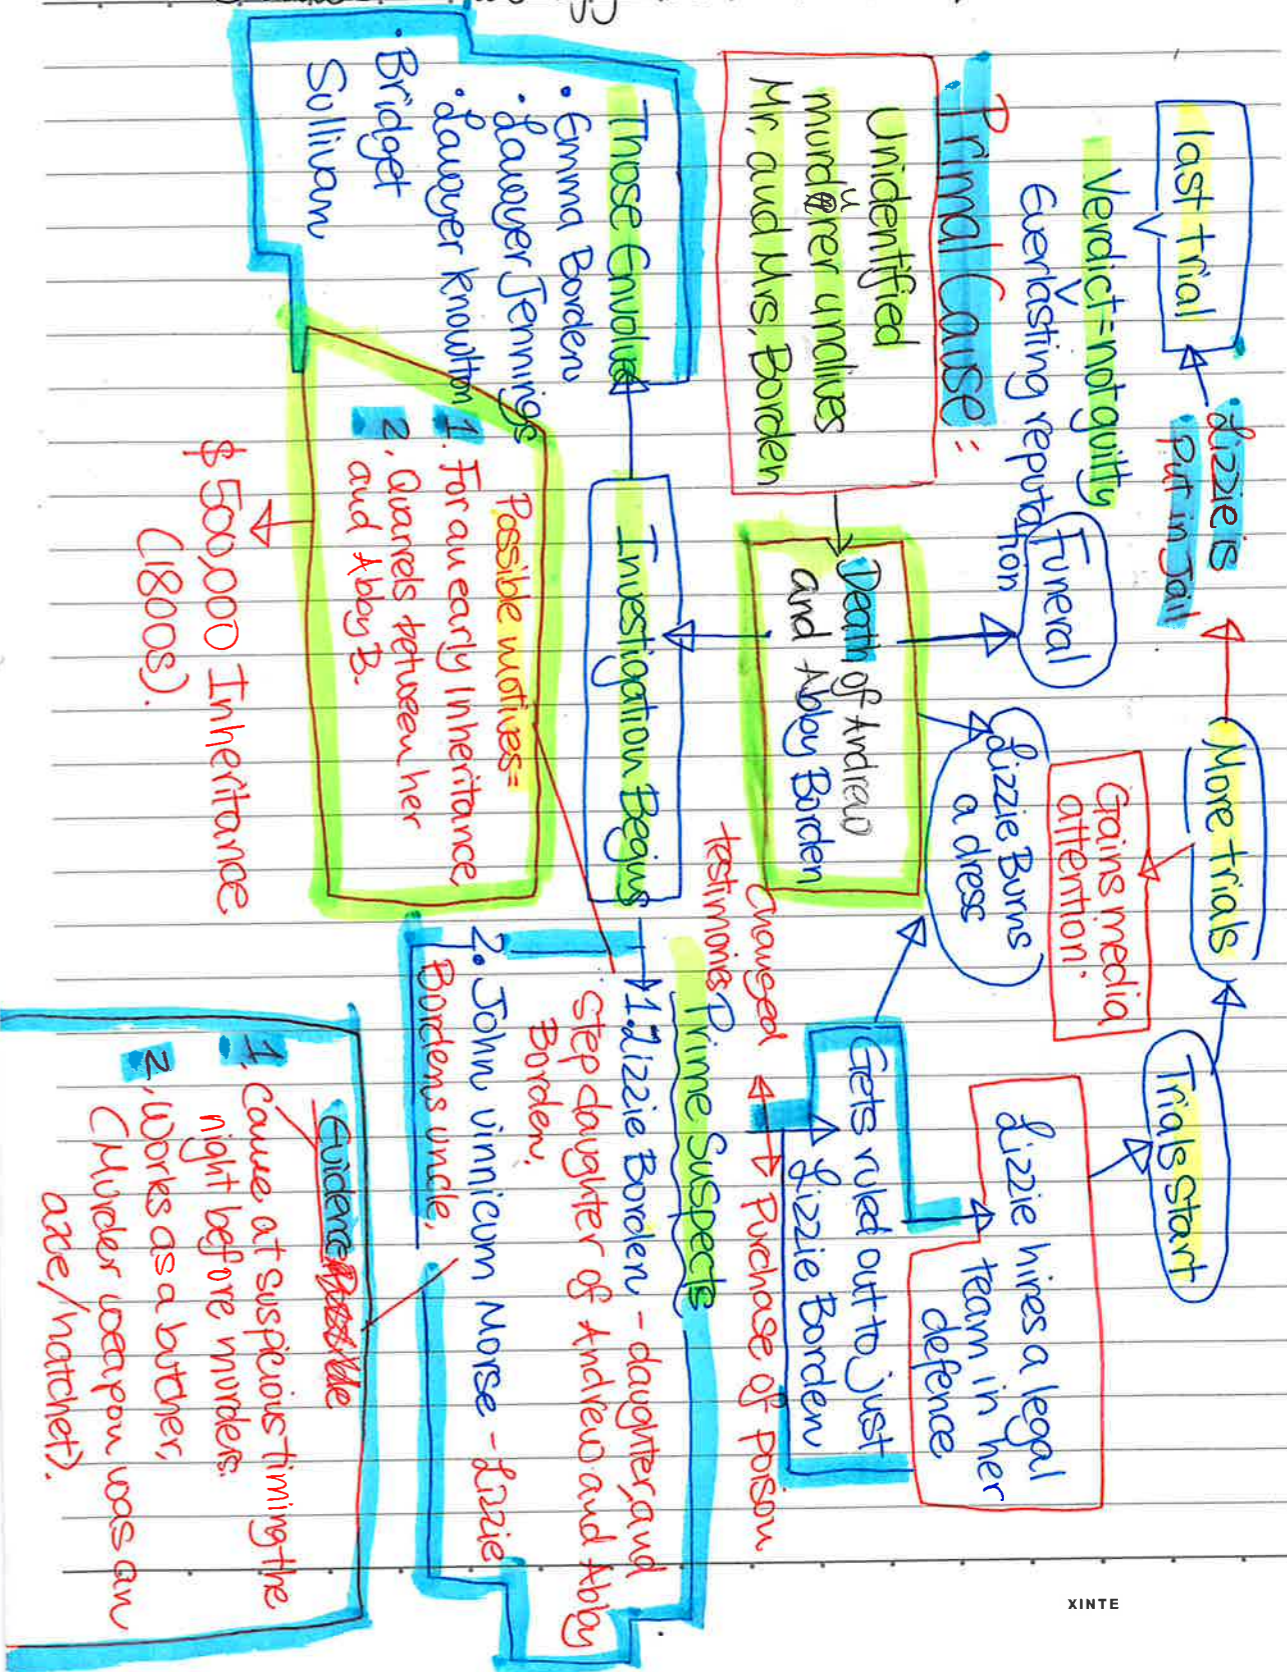 last trial
Verdict = not guilty
Everlasting reputation
Lizzie is
Put in Jail
More trials
Trials Start
Gains media
attention.
Funeral
Primal Cause =
Unidentified
murderer unalives
Mr, and Mrs, Borden
Death of Andrew
and Abby Borden
Lizzie Burns
a dress
Lizzie hires a legal
team in her
defence
Gets ruled out to just
Lizzie Borden
Changed
testimonies
Purchase of poison
Those Envolved
• Emma Borden
• Lawyer Jennings
• Lawyer Knowlton
• Bridget
Sullivan
Investigation Begins
Prime Suspects
1. Lizzie Borden - daughter, and
Step daughter of Andrew and Abby
Borden.
2. John vinnicum Morse - Lizzie
Bordens uncle.
Possible motives =
1. For an early Inheritance
2. Quarrels between her
and Abby B.
$ 500,000 Inheritance
(1800s).
Evidence
1. Came at suspicious timing the
night before murders.
2. Works as a butcher,
(Murder weapon was an
axe/hatchet).
XINTE